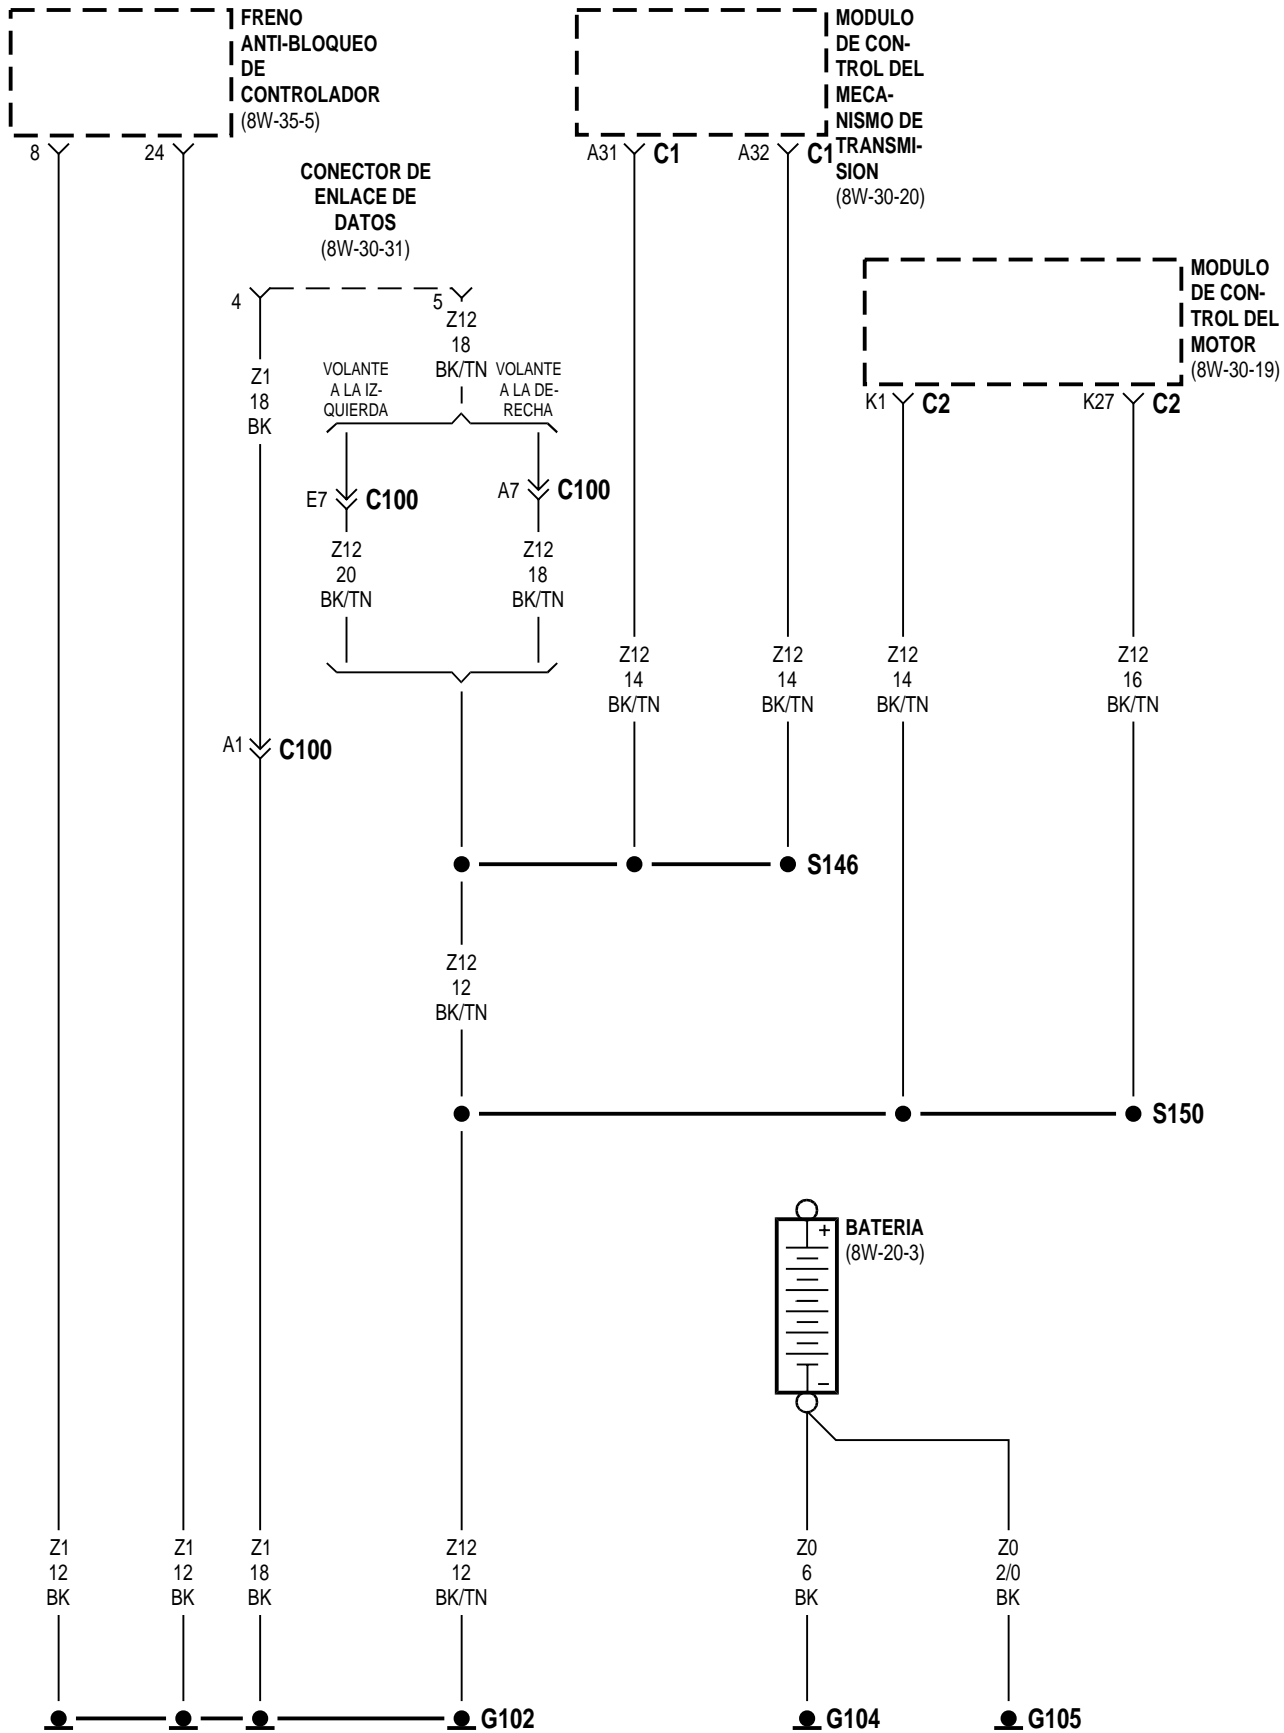 FRENO
ANTI-BLOQUEO
DE
CONTROLADOR
(8W-35-5)
8
24
MODULO
DE CON-
TROL DEL
MECA-
NISMO DE
TRANSMI-
SION
(8W-30-20)
A31
C1
A32
C1
CONECTOR DE
ENLACE DE
DATOS
(8W-30-31)
4
5
Z12
18
BK/TN
Z1
18
BK
VOLANTE
A LA IZ-
QUIERDA
VOLANTE
A LA DE-
RECHA
MODULO
DE CON-
TROL DEL
MOTOR
(8W-30-19)
K1
C2
K27
C2
E7
C100
A7
C100
Z12
20
BK/TN
Z12
18
BK/TN
Z12
14
BK/TN
Z12
14
BK/TN
Z12
14
BK/TN
Z12
16
BK/TN
A1
C100
S146
Z12
12
BK/TN
S150
+
BATERIA
(8W-20-3)
–
Z1
12
BK
Z1
12
BK
Z1
18
BK
Z12
12
BK/TN
Z0
6
BK
Z0
2/0
BK
G102
G104
G105